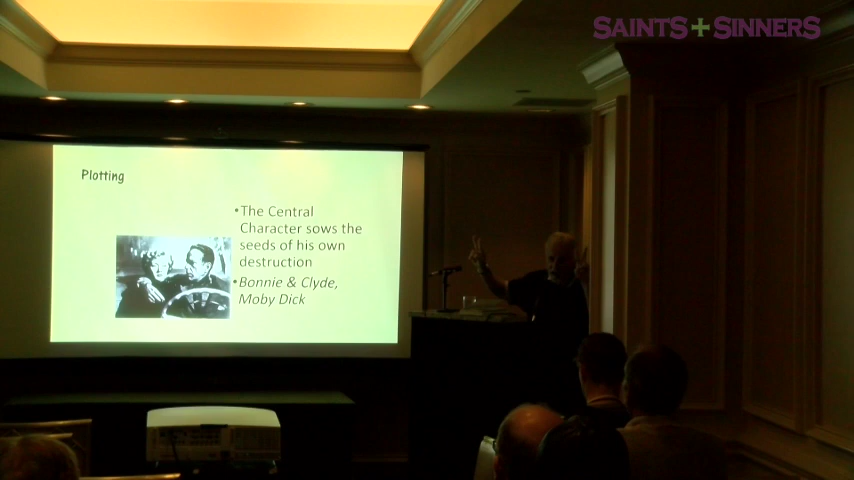 SAINTS+SINNERS
Plotting
•The Central
Character sows the
seeds of his own
destruction
•Bonnie & Clyde,
Moby Dick